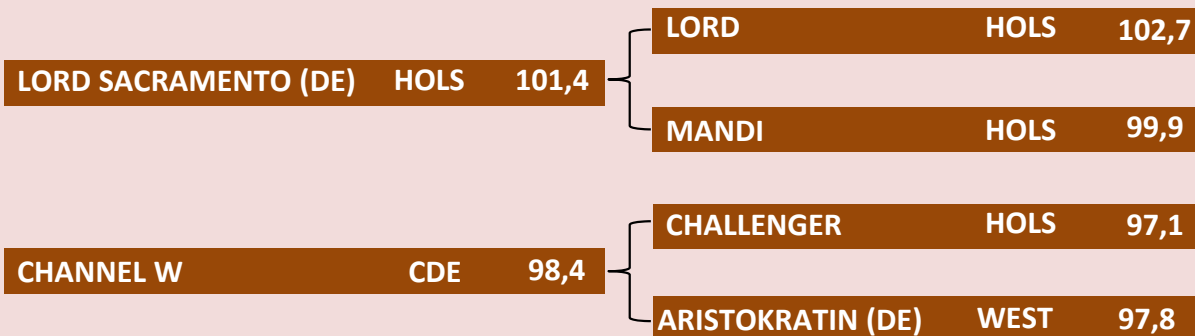 LORD HOLS 102,7
LORD SACRAMENTO (DE) HOLS 101,4
MANDI HOLS 99,9
CHALLENGER HOLS 97,1
CHANNEL W CDE 98,4
ARISTOKRATIN (DE) WEST 97,8